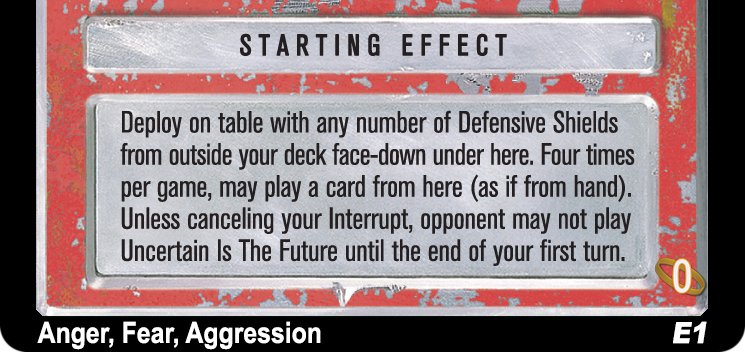 STARTING EFFECT
Deploy on table with any number of Defensive Shields
from outside your deck face-down under here. Four times
per game, may play a card from here (as if from hand).
Unless canceling your Interrupt, opponent may not play
Uncertain Is The Future until the end of your first turn.
0
Anger, Fear, Aggression E1